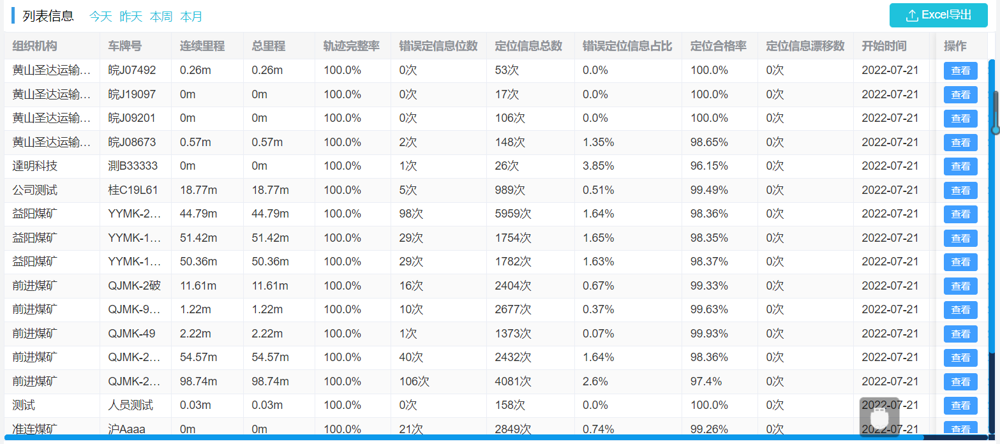 列表信息 今天 昨天 本周 本月 Excel导出
组织机构 车牌号 连续里程 总里程 轨迹完整率 错误定信息位数 定位信息总数 错误定位信息占比 定位合格率 定位信息漂移数 开始时间 操作
黄山圣达运输... 皖J07492 0.26m 0.26m 100.0% 0次 53次 0.0% 100.0% 0次 2022-07-21 查看
黄山圣达运输... 皖J19097 0m 0m 100.0% 0次 17次 0.0% 100.0% 0次 2022-07-21 查看
黄山圣达运输... 皖J09201 0m 0m 100.0% 0次 106次 0.0% 100.0% 0次 2022-07-21 查看
黄山圣达运输... 皖J08673 0.57m 0.57m 100.0% 2次 148次 1.35% 98.65% 0次 2022-07-21 查看
達明科技 測B33333 0m 0m 100.0% 1次 26次 3.85% 96.15% 0次 2022-07-21 查看
公司测试 桂C19L61 18.77m 18.77m 100.0% 5次 989次 0.51% 99.49% 0次 2022-07-21 查看
益阳煤矿 YYMK-2... 44.79m 44.79m 100.0% 98次 5959次 1.64% 98.36% 0次 2022-07-21 查看
益阳煤矿 YYMK-1... 51.42m 51.42m 100.0% 29次 1754次 1.65% 98.35% 0次 2022-07-21 查看
益阳煤矿 YYMK-1... 50.36m 50.36m 100.0% 29次 1782次 1.63% 98.37% 0次 2022-07-21 查看
前进煤矿 QJMK-2破 11.61m 11.61m 100.0% 16次 2404次 0.67% 99.33% 0次 2022-07-21 查看
前进煤矿 QJMK-9... 1.22m 1.22m 100.0% 10次 2677次 0.37% 99.63% 0次 2022-07-21 查看
前进煤矿 QJMK-49 2.22m 2.22m 100.0% 1次 1373次 0.07% 99.93% 0次 2022-07-21 查看
前进煤矿 QJMK-2... 54.57m 54.57m 100.0% 40次 2432次 1.64% 98.36% 0次 2022-07-21 查看
前进煤矿 QJMK-2... 98.74m 98.74m 100.0% 106次 4081次 2.6% 97.4% 0次 2022-07-21 查看
测试 人员测试 0.03m 0.03m 100.0% 0次 158次 0.0% 100.0% 0次 2022-07-21 查看
准连煤矿 沪Aaaa 0m 0m 100.0% 21次 2849次 0.74% 99.26% 0次 2022-07-21 查看